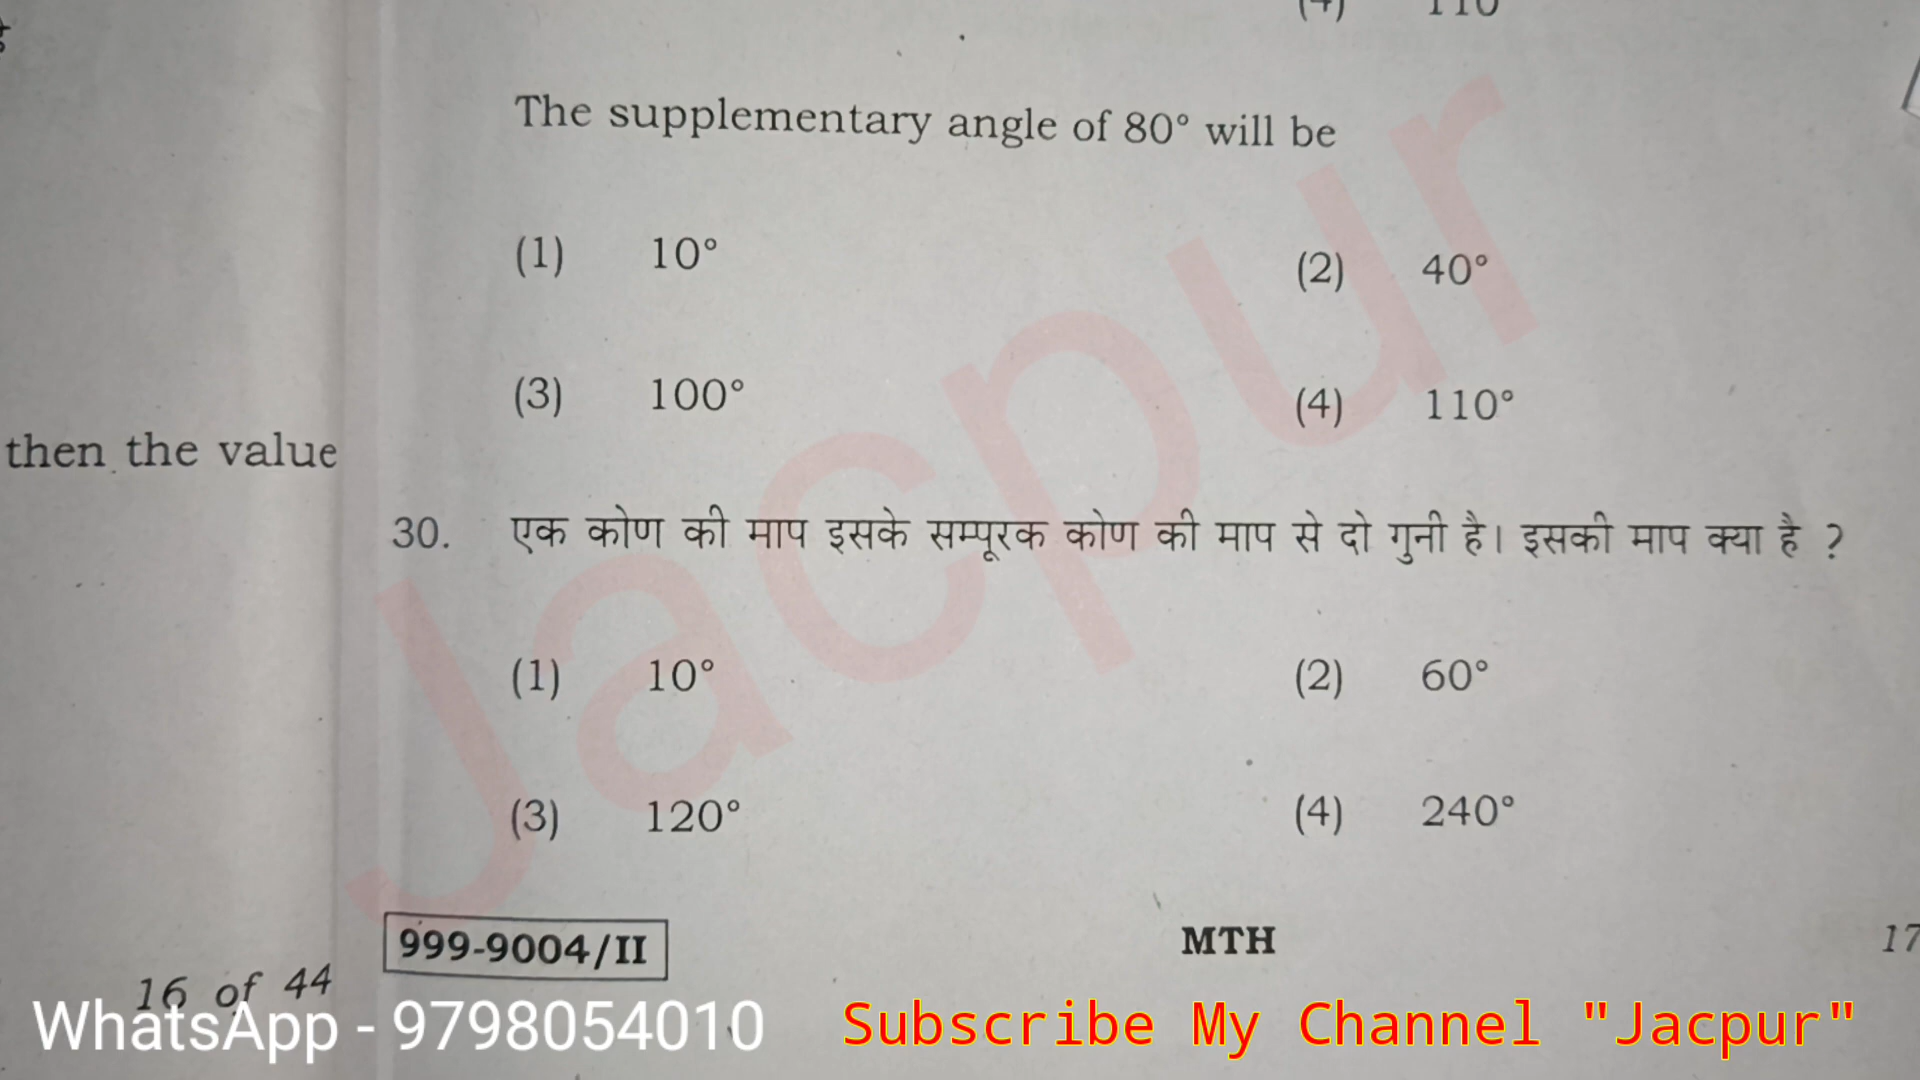 (4) 110
The supplementary angle of 80° will be
(1) 10°
(2) 40°
(3) 100°
(4) 110°
then the value
30. एक कोण की माप इसके सम्पूरक कोण की माप से दो गुनी है। इसकी माप क्या है ?
(1) 10°
(2) 60°
(3) 120°
(4) 240°
999-9004/II
MTH
17
16 of 44
WhatsApp - 9798054010
Subscribe My Channel "Jacpur"
Jacpur